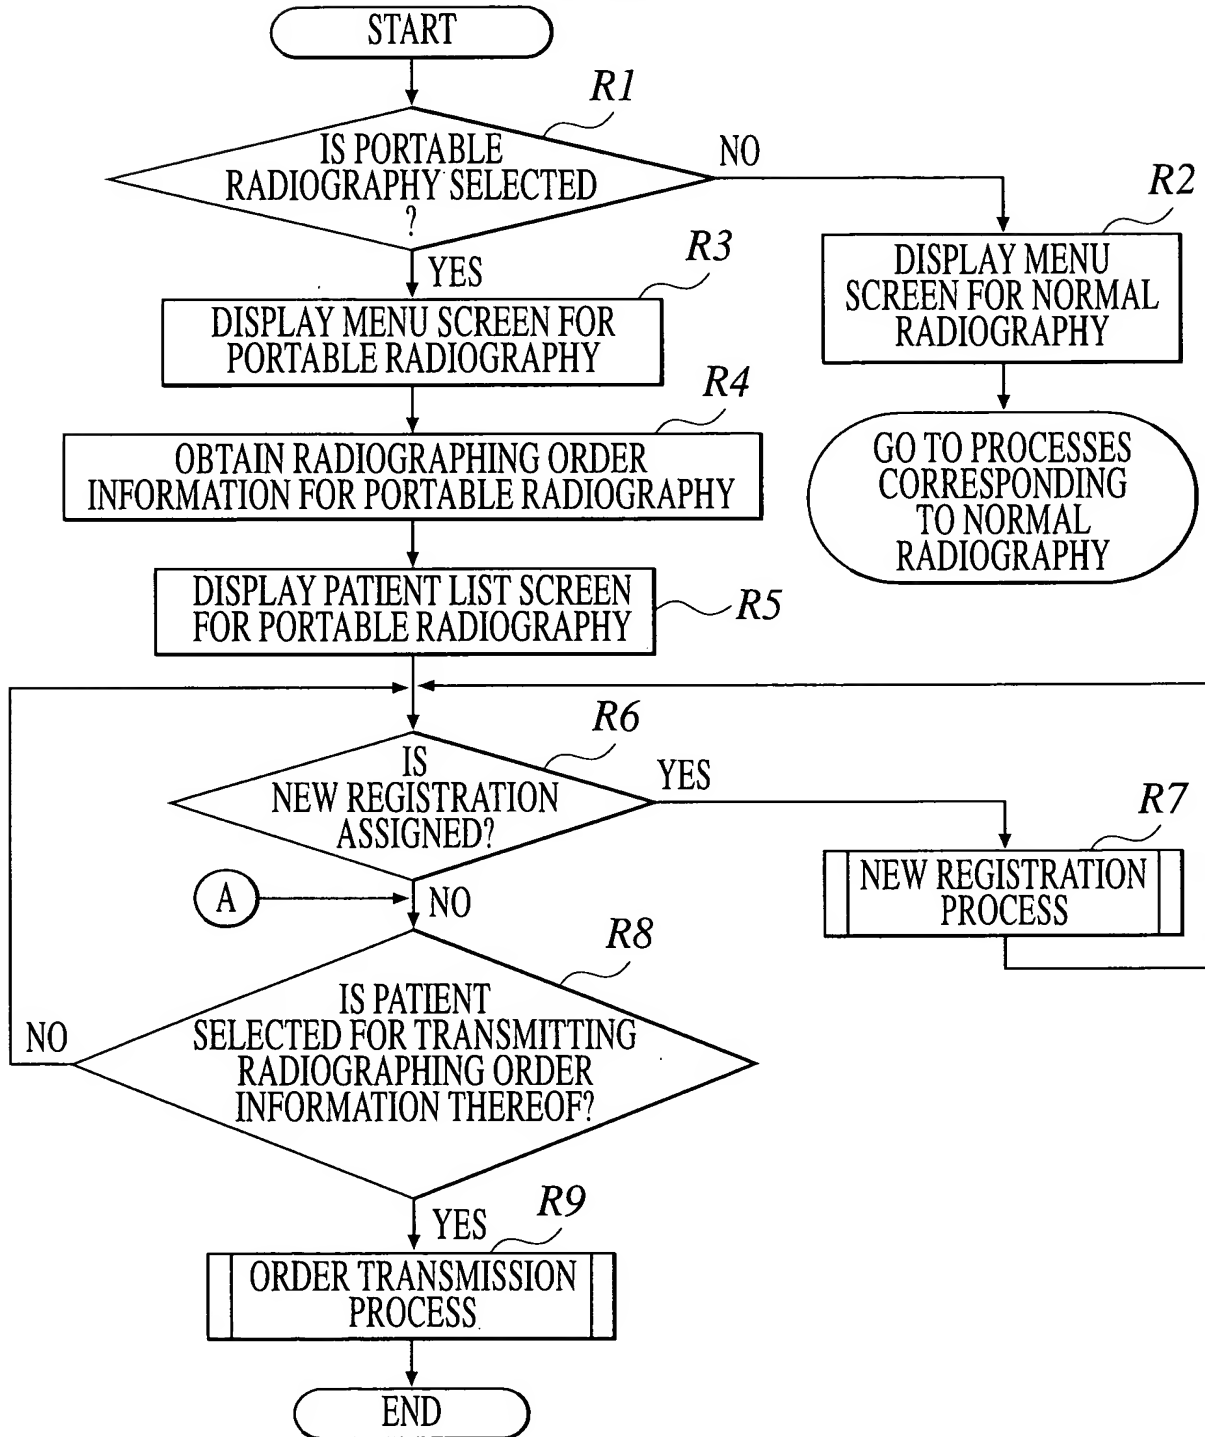 START
R1
IS PORTABLE
RADIOGRAPHY SELECTED
?
NO
YES
R2
DISPLAY MENU
SCREEN FOR NORMAL
RADIOGRAPHY
R3
DISPLAY MENU SCREEN FOR
PORTABLE RADIOGRAPHY
R4
OBTAIN RADIOGRAPHING ORDER
INFORMATION FOR PORTABLE RADIOGRAPHY
GO TO PROCESSES
CORRESPONDING
TO NORMAL
RADIOGRAPHY
DISPLAY PATIENT LIST SCREEN
FOR PORTABLE RADIOGRAPHY
R5
R6
IS
NEW REGISTRATION
ASSIGNED?
YES
R7
NEW REGISTRATION
PROCESS
A
NO
R8
IS PATIENT
SELECTED FOR TRANSMITTING
RADIOGRAPHING ORDER
INFORMATION THEREOF?
NO
YES
R9
ORDER TRANSMISSION
PROCESS
END